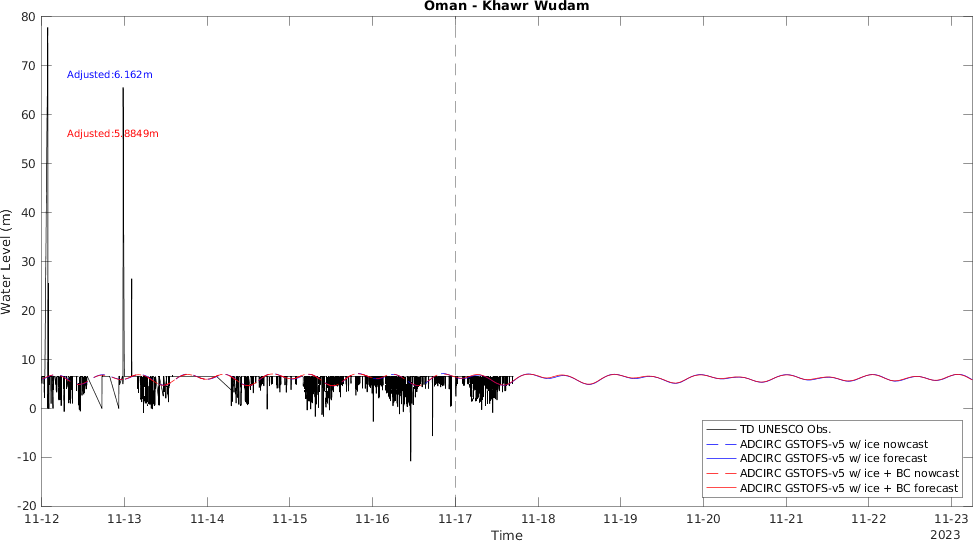 Oman - Khawr Wudam
80
70
60
50
40
30
20
10
0
-10
-20
Water Level (m)
Adjusted:6.162m
Adjusted:5.8849m
TD UNESCO Obs.
ADCIRC GSTOFS-v5 w/ ice nowcast
ADCIRC GSTOFS-v5 w/ ice forecast
ADCIRC GSTOFS-v5 w/ ice + BC nowcast
ADCIRC GSTOFS-v5 w/ ice + BC forecast
11-12 11-13 11-14 11-15 11-16 11-17 11-18 11-19 11-20 11-21 11-22 11-23
Time
2023